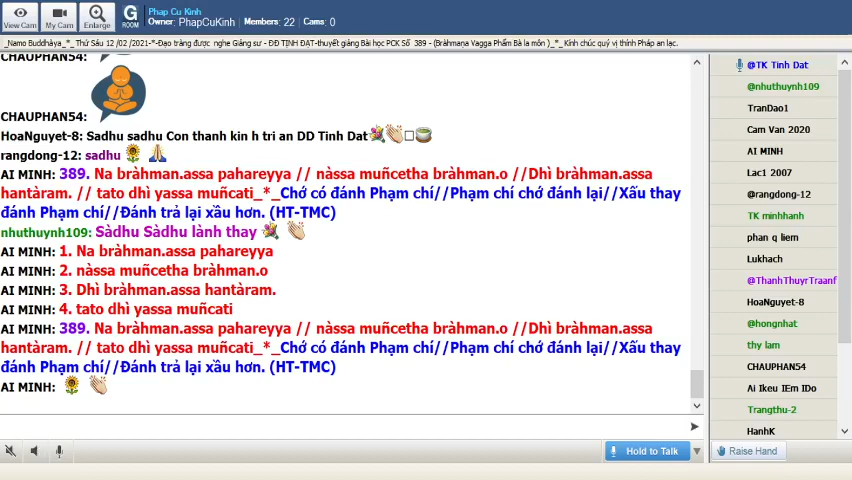 View Cam
My Cam
Enlarge
G
ROOM
Phap Cu Kinh
Owner: PhapCuKinh Members: 22 Cams: 0
_Namo Buddhàya_*_ Thứ Sáu 12 /02 /2021-*-Đạo tràng được nghe Giảng sư - ĐĐ TỊNH ĐẠT-thuyết giảng Bài học PCK Số 389 - (Bràhmaṇa Vagga Phẩm Bà la môn )_*_ Kính chúc quý vị thính Pháp an lạc.
CHAUPHAN54:
CHAUPHAN54:
HoaNguyet-8: Sadhu sadhu Con thanh kin h tri an DD Tinh Dat
rangdong-12: sadhu
AI MINH: 389. Na bràhman.assa pahareyya // nàssa muñcetha bràhman.o //Dhì bràhman.assa
hantàram. // tato dhì yassa muñcati_*_Chớ có đánh Phạm chí//Phạm chí chớ đánh lại//Xấu thay
đánh Phạm chí//Đánh trả lại xầu hơn. (HT-TMC)
nhuthuynh109: Sàdhu Sàdhu lành thay
AI MINH: 1. Na bràhman.assa pahareyya
AI MINH: 2. nàssa muñcetha bràhman.o
AI MINH: 3. Dhì bràhman.assa hantàram.
AI MINH: 4. tato dhì yassa muñcati
AI MINH: 389. Na bràhman.assa pahareyya // nàssa muñcetha bràhman.o //Dhì bràhman.assa
hantàram. // tato dhì yassa muñcati_*_Chớ có đánh Phạm chí//Phạm chí chớ đánh lại//Xấu thay
đánh Phạm chí//Đánh trả lại xầu hơn. (HT-TMC)
AI MINH:
@TK Tinh Dat
@nhuthuynh109
TranDao1
Cam Van 2020
AI MINH
Lac1 2007
@rangdong-12
TK minhhanh
phan q liem
Lukhach
@ThanhThuyrTraanf
HoaNguyet-8
@hongnhat
thy lam
CHAUPHAN54
Ai Ikeu IEm IDo
Trangthu-2
HanhK
Hold to Talk
Raise Hand